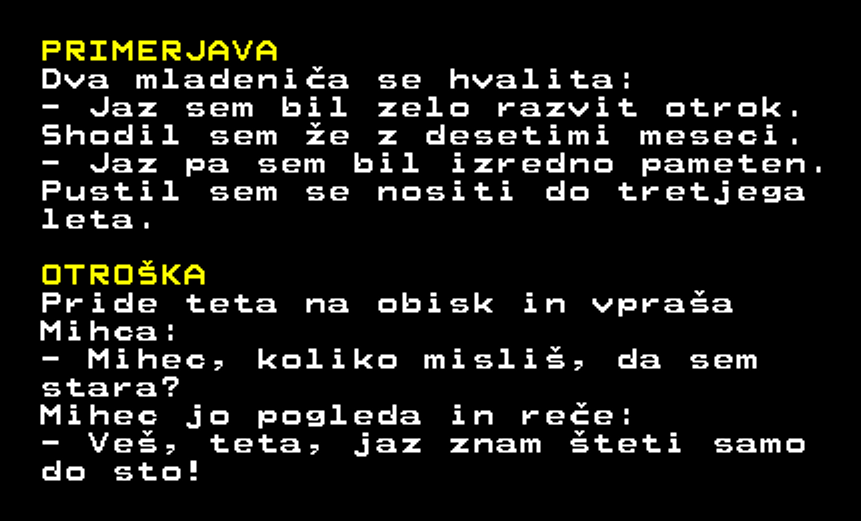 PRIMERJAVA
Dva mladeniča se hvalita:
- Jaz sem bil zelo razvit otrok.
Shodil sem že z desetimi meseci.
- Jaz pa sem bil izredno pameten.
Pustil sem se nositi do tretjega
leta.
OTROŠKA
Pride teta na obisk in vpraša
Mihca:
- Mihec, koliko misliš, da sem
stara?
Mihec jo pogleda in reče:
- Veš, teta, jaz znam šteti samo
do sto!